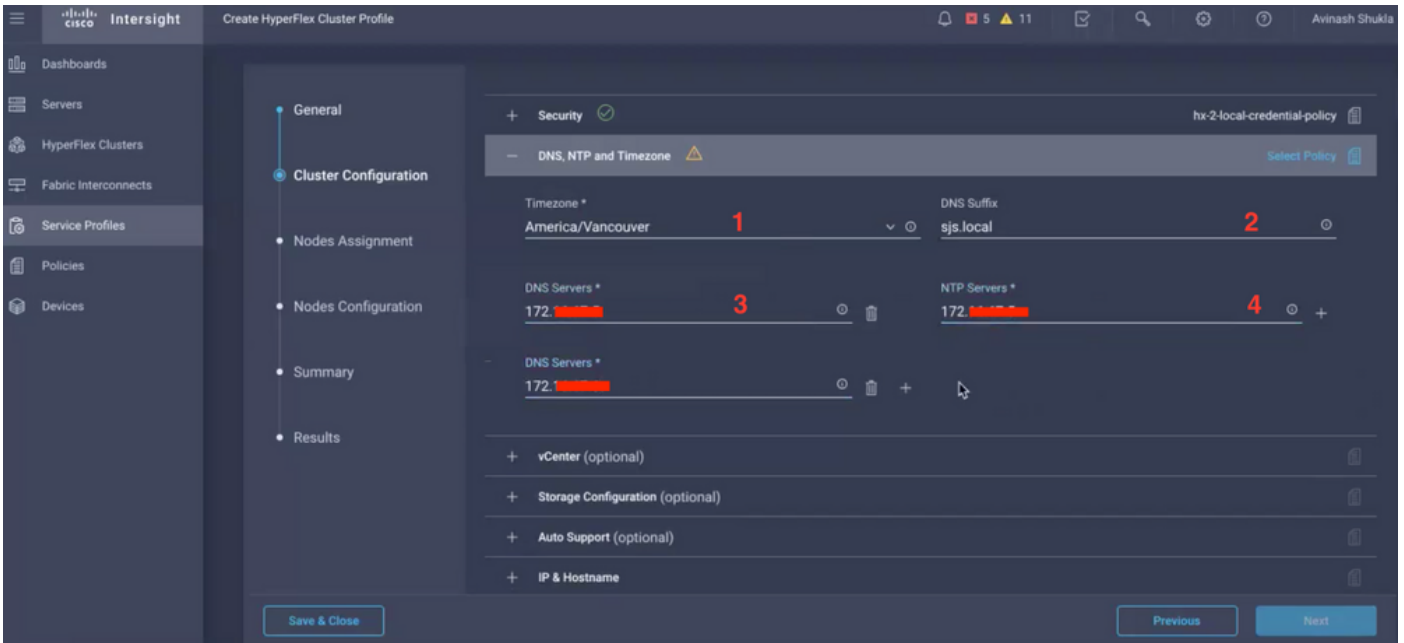 cisco Intersight
Create HyperFlex Cluster Profile
5 11
Avinash Shukla
Dashboards
Servers
HyperFlex Clusters
Fabric Interconnects
Service Profiles
Policies
Devices
General
Cluster Configuration
Nodes Assignment
Nodes Configuration
Summary
Results
+ Security hx-2-local-credential-policy
− DNS, NTP and Timezone Select Policy
Timezone * DNS Suffix
America/Vancouver 1 sjs.local 2
DNS Servers * NTP Servers *
172. 3 172. 4 +
DNS Servers *
172.1 +
+ vCenter (optional)
+ Storage Configuration (optional)
+ Auto Support (optional)
+ IP & Hostname
Save & Close Previous Next